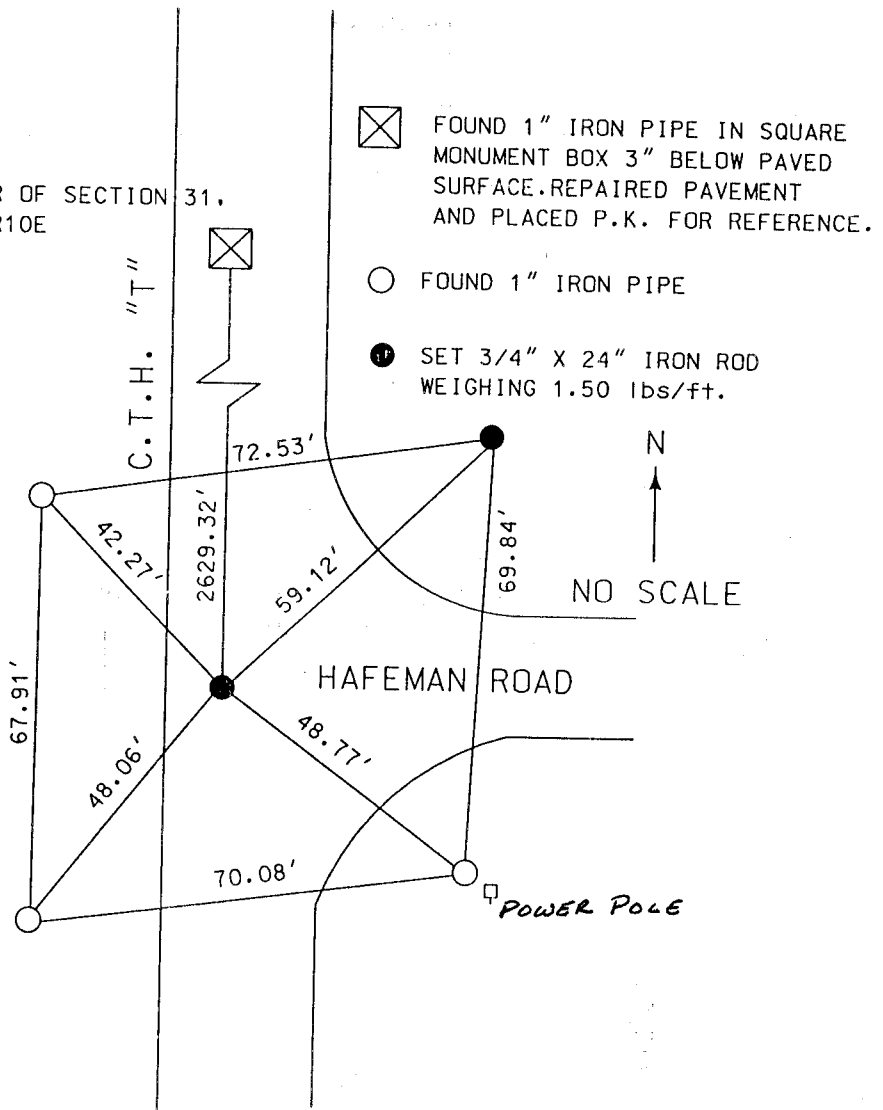 FOUND 1" IRON PIPE IN SQUARE
MONUMENT BOX 3" BELOW PAVED
SURFACE.REPAIRED PAVEMENT
AND PLACED P.K. FOR REFERENCE.
OF SECTION 31,
FOUND 1" IRON PIPE
SET 3/4" X 24" IRON ROD
WEIGHING 1.50 lbs/ft.
C.T.H. "T"
N
NO SCALE
72.53'
42.27'
2629.32'
59.12'
69.84'
HAFEMAN ROAD
67.91'
48.06'
48.77'
70.08'
POWER POLE